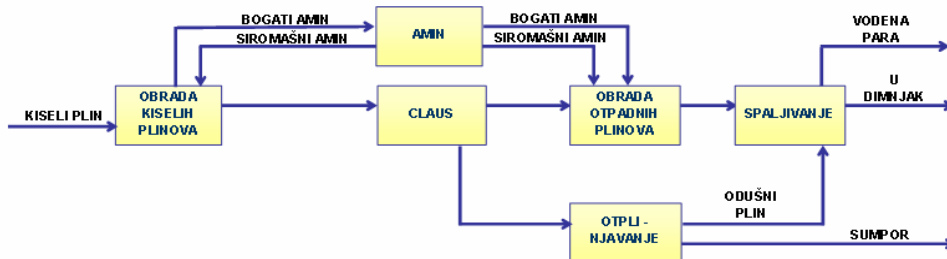 BOGATI AMIN
SIROMAŠNI AMIN
AMIN
BOGATI AMIN
SIROMAŠNI AMIN
VODENA
PARA
KISELI PLIN
OBRADA
KISELIH
PLINOVA
CLAUS
OBRADA
OTPADNIH
PLINOVA
SPALJIVANJE
U
DIMNJAK
OTPLI -
NJAVANJE
ODUŠNI
PLIN
SUMPOR